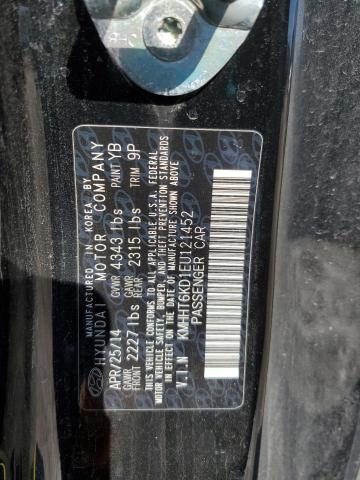 MANUFACTURED IN KOREA BY
HYUNDAI MOTOR COMPANY
APR/25/14 GVWR 4343 lbs PAINT YB
GAWR FRONT 2227 lbs GAWR REAR 2315 lbs TRIM 9P
THIS VEHICLE CONFORMS TO ALL APPLICABLE U.S.A. FEDERAL
MOTOR VEHICLE SAFETY, BUMPER, AND THEFT PREVENTION STANDARDS
IN EFFECT ON THE DATE OF MANUFACTURE SHOWN ABOVE
V.I.N KMHHT6KD1EU121452
PASSENGER CAR